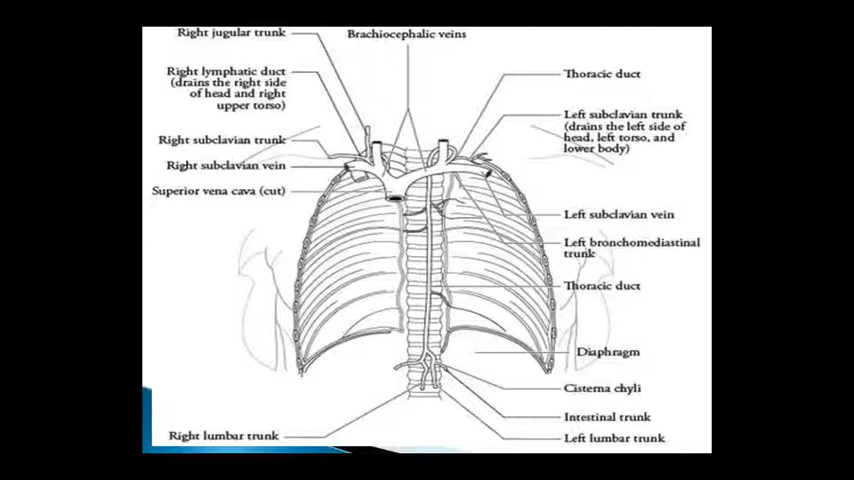 Right jugular trunk
Brachiocephalic veins
Right lymphatic duct
(drains the right side
of head and right
upper torso)
Right subclavian trunk
Right subclavian vein
Superior vena cava (cut)
Thoracic duct
Left subclavian trunk
(drains the left side of
head, left torso, and
lower body)
Left subclavian vein
Left bronchomediastinal
trunk
Thoracic duct
Diaphragm
Cisterna chyli
Intestinal trunk
Right lumbar trunk
Left lumbar trunk